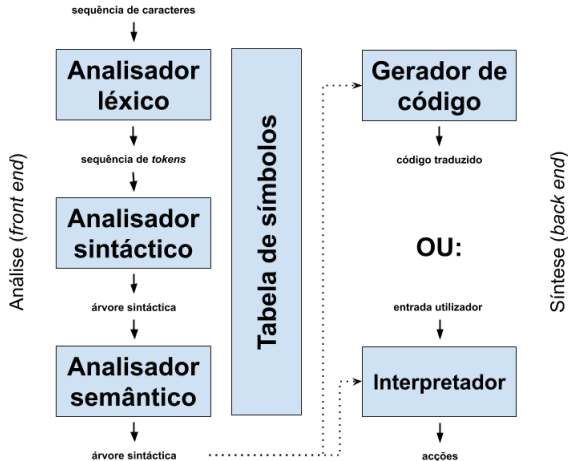 sequência de caracteres
Analisador
léxico
sequência de tokens
Analisador
sintáctico
árvore sintáctica
Analisador
semântico
árvore sintáctica
Análise (front end)
Tabela de símbolos
Gerador de
código
código traduzido
OU:
entrada utilizador
Interpretador
acções
Síntese (back end)